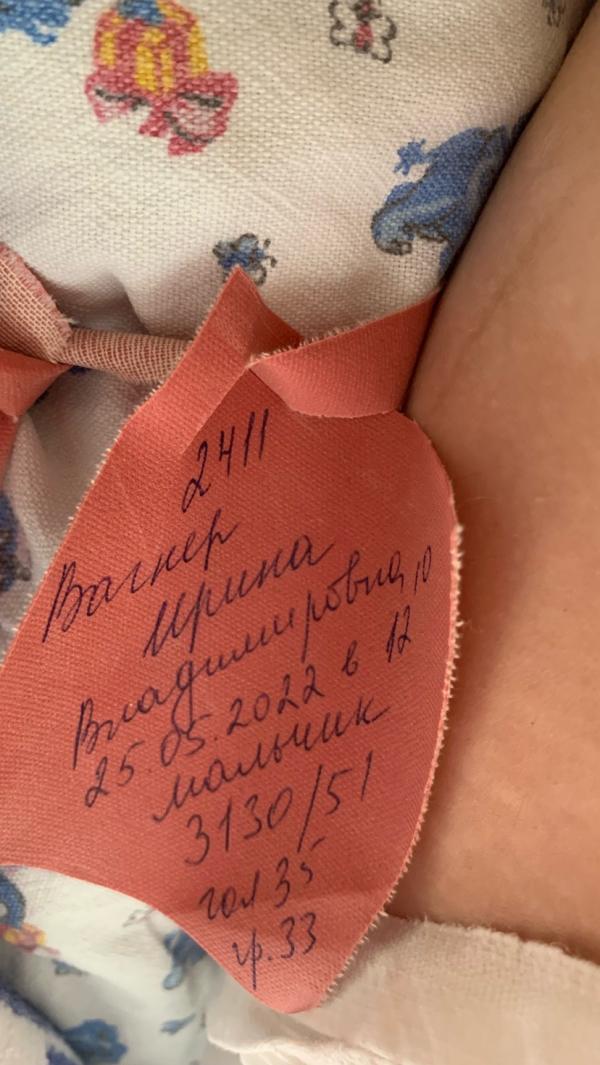 2411
Вагнер
Ирина
Владимировна
25.05.2022 в 12 10
мальчик
3130/51
гол 35
гр. 33